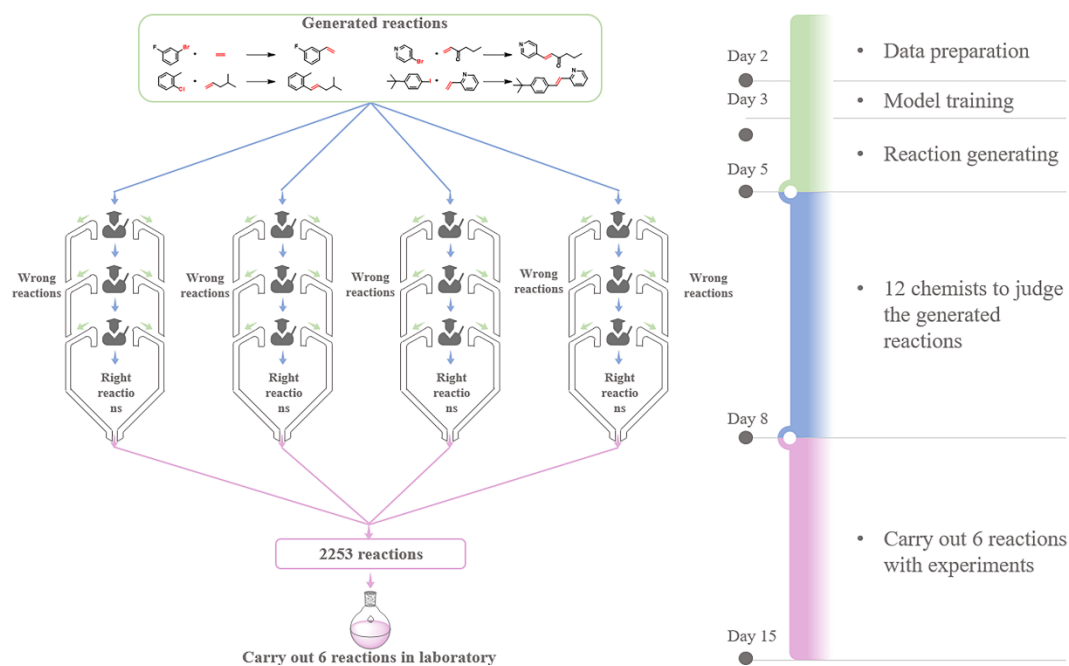 Generated reactions
F
Br
F
N
Br
O
N
O
Cl
I
N
N
Wrong
reactions
Wrong
reactions
Wrong
reactions
Wrong
reactions
Wrong
reactions
Right
reactio
ns
Right
reactio
ns
Right
reactio
ns
Right
reactio
ns
2253 reactions
Carry out 6 reactions in laboratory
Day 2
• Data preparation
Day 3
• Model training
• Reaction generating
Day 5
• 12 chemists to judge
the generated
reactions
Day 8
• Carry out 6 reactions
with experiments
Day 15